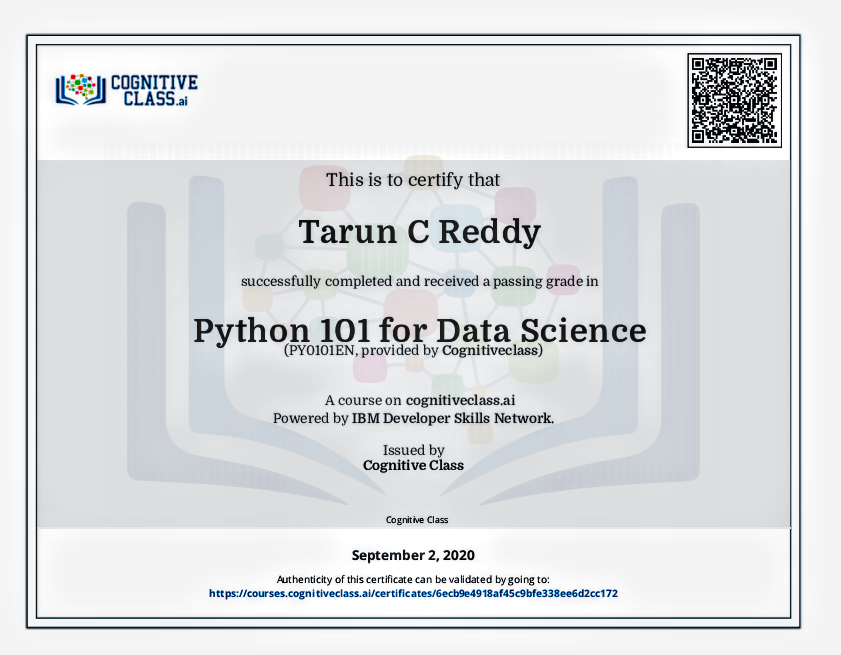 COGNITIVE
CLASS.ai
This is to certify that
Tarun C Reddy
successfully completed and received a passing grade in
Python 101 for Data Science
(PY0101EN, provided by Cognitiveclass)
A course on cognitiveclass.ai
Powered by IBM Developer Skills Network.
Issued by
Cognitive Class
Cognitive Class
September 2, 2020
Authenticity of this certificate can be validated by going to:
https://courses.cognitiveclass.ai/certificates/6ecb9e4918af45c9bfe338ee6d2cc172